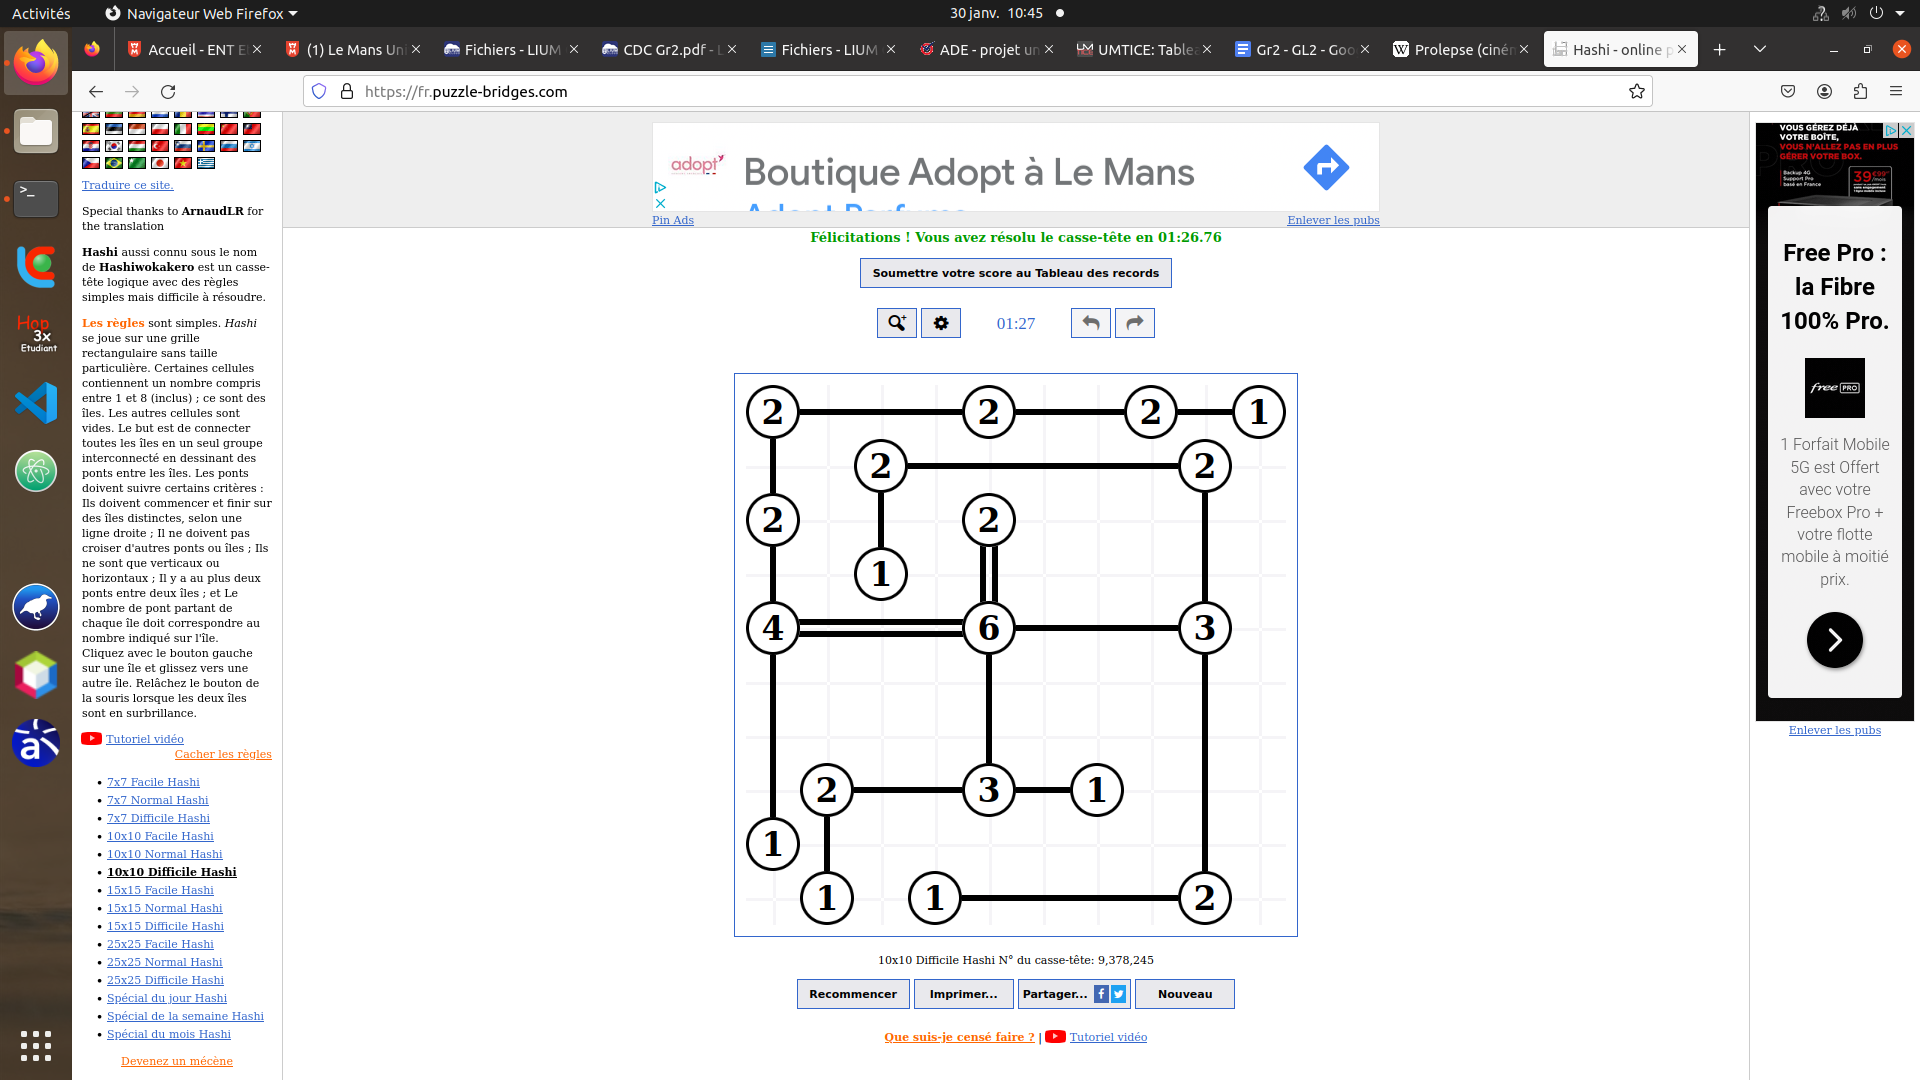 Activités
Navigateur Web Firefox
30 janv. 10:45
Accueil - ENT E
(1) Le Mans Uni
Fichiers - LIUM
CDC Gr2.pdf - L
Fichiers - LIUM
ADE - projet un
UMTICE: Table
Gr2 - GL2 - Goo
Prolepse (ciné
Hashi - online p
https://fr.puzzle-bridges.com
Traduire ce site.
Special thanks to ArnaudLR for
the translation
Hashi aussi connu sous le nom
de Hashiwokakero est un casse-
tête logique avec des règles
simples mais difficile à résoudre.
Les règles sont simples. Hashi
se joue sur une grille
rectangulaire sans taille
particulière. Certaines cellules
contiennent un nombre compris
entre 1 et 8 (inclus) ; ce sont des
îles. Les autres cellules sont
vides. Le but est de connecter
toutes les îles en un seul groupe
interconnecté en dessinant des
ponts entre les îles. Les ponts
doivent suivre certains critères :
Ils doivent commencer et finir sur
des îles distinctes, selon une
ligne droite ; Il ne doivent pas
croiser d'autres ponts ou îles ; Ils
ne sont que verticaux ou
horizontaux ; Il y a au plus deux
ponts entre deux îles ; et Le
nombre de pont partant de
chaque île doit correspondre au
nombre indiqué sur l'île.
Cliquez avec le bouton gauche
sur une île et glissez vers une
autre île. Relâchez le bouton de
la souris lorsque les deux îles
sont en surbrillance.
Tutoriel vidéo
Cacher les règles
7x7 Facile Hashi
7x7 Normal Hashi
7x7 Difficile Hashi
10x10 Facile Hashi
10x10 Normal Hashi
10x10 Difficile Hashi
15x15 Facile Hashi
15x15 Normal Hashi
15x15 Difficile Hashi
25x25 Facile Hashi
25x25 Normal Hashi
25x25 Difficile Hashi
Spécial du jour Hashi
Spécial de la semaine Hashi
Spécial du mois Hashi
Devenez un mécène
Hop
3x
Etudiant
adopt
Boutique Adopt à Le Mans
Adopt Parfums
Pin Ads
Enlever les pubs
Félicitations ! Vous avez résolu le casse-tête en 01:26.76
Soumettre votre score au Tableau des records
01:27
2 2 2 1
2 2
2 2
1
4 6 3
2 3 1
1
1 1 2
10x10 Difficile Hashi N° du casse-tête: 9,378,245
Recommencer
Imprimer...
Partager...
Nouveau
Que suis-je censé faire ? | Tutoriel vidéo
VOUS GÉREZ DÉJÀ
VOTRE BOÎTE,
VOUS N'ALLEZ PAS EN PLUS
GÉRER VOTRE BOX.
Backup 4G
Support Pro
basé en France
39€99
Free Pro :
la Fibre
100% Pro.
free PRO
1 Forfait Mobile
5G est Offert
avec votre
Freebox Pro +
votre flotte
mobile à moitié
prix.
Enlever les pubs